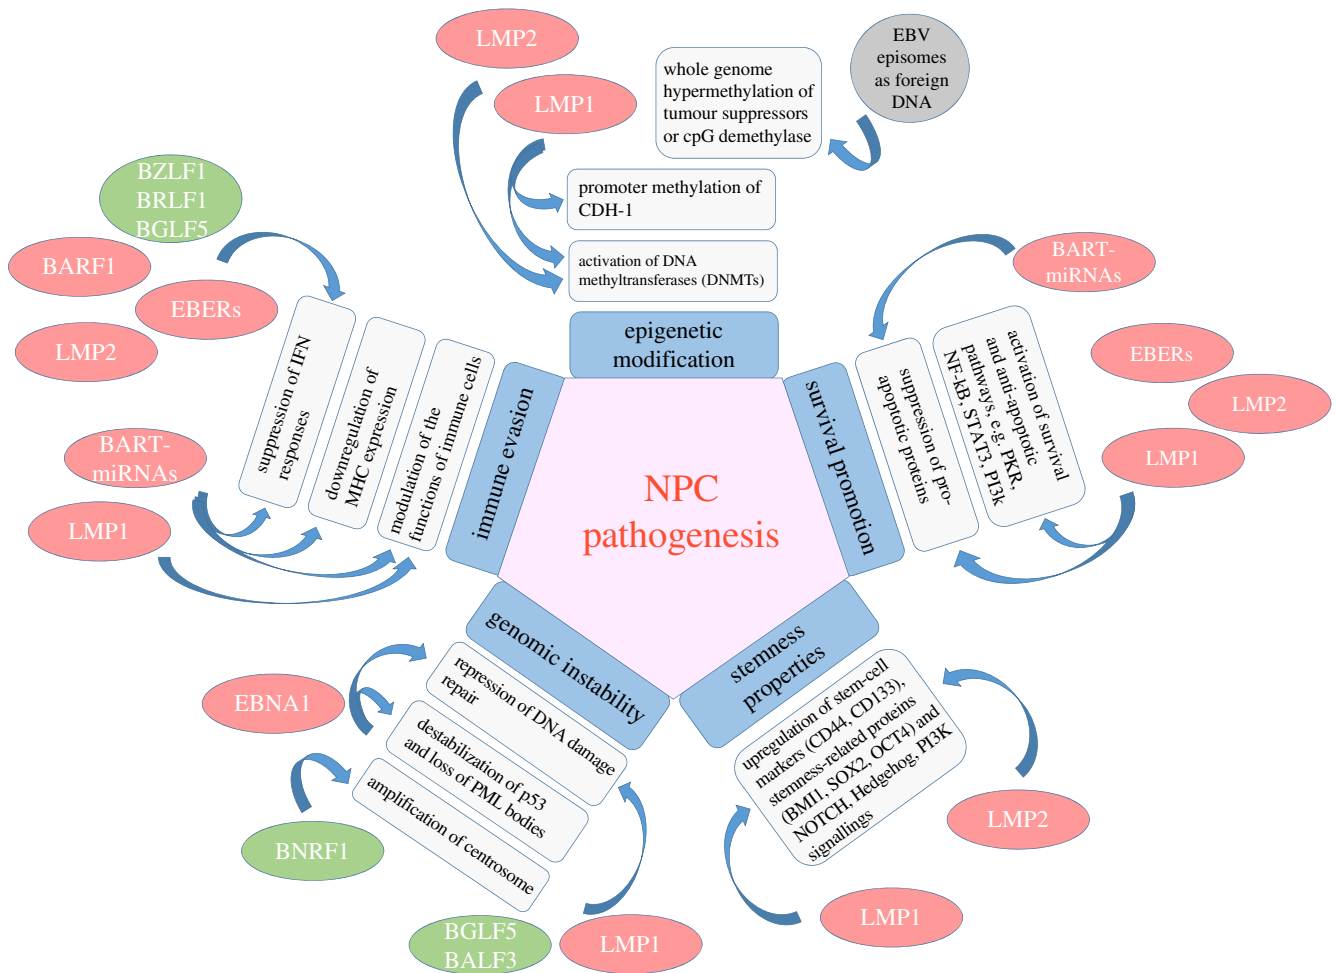 LMP2
LMP1
EBV
episomes
as foreign
DNA
whole genome
hypermethylation of
tumour suppressors
or cpG demethylase
promoter methylation of
CDH-1
activation of DNA
methyltransferases (DNMTs)
epigenetic
modification
BZLF1
BRLF1
BGLF5
BARF1
EBERs
LMP2
BART-
miRNAs
LMP1
suppression of IFN
responses
downregulation of
MHC expression
modulation of the
functions of immune cells
immune evasion
NPC
pathogenesis
survival promotion
suppression of pro-
apoptotic proteins
activation of survival
and anti-apoptotic
pathways, e.g. PKR,
NF-kB, STAT3, PI3k
BART-
miRNAs
EBERs
LMP2
LMP1
genomic instability
repression of DNA damage
repair
destabilization of p53
and loss of PML bodies
amplification of centrosome
EBNA1
BNRF1
BGLF5
BALF3
LMP1
stemness
properties
upregulation of stem-cell
markers (CD44, CD133),
stemness-related proteins
(BMI1, SOX2, OCT4) and
NOTCH, Hedgehog, PI3K
signallings
LMP2
LMP1